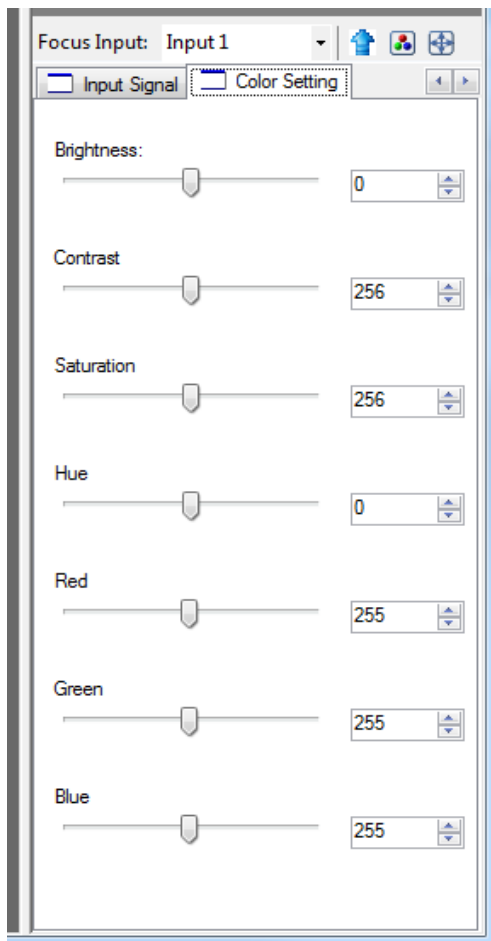 Focus Input: Input 1
Input Signal Color Setting
Brightness:
0
Contrast
256
Saturation
256
Hue
0
Red
255
Green
255
Blue
255